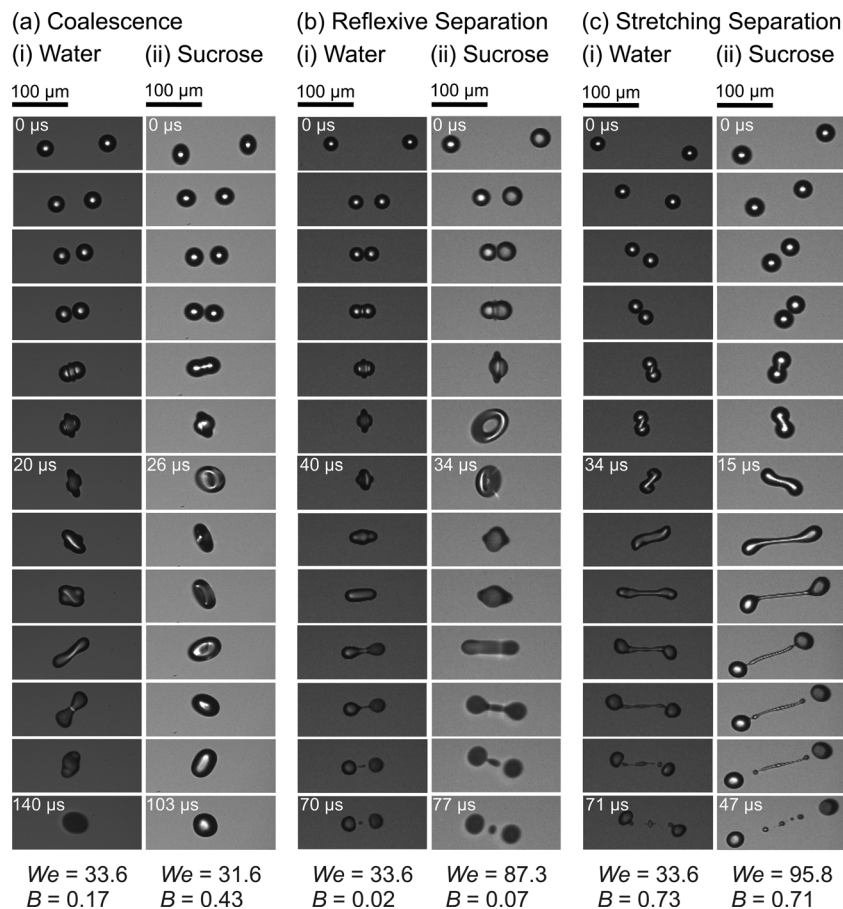 (a) Coalescence (b) Reflexive Separation (c) Stretching Separation
(i) Water (ii) Sucrose (i) Water (ii) Sucrose (i) Water (ii) Sucrose
100 μm 100 μm 100 μm 100 μm 100 μm 100 μm
0 μs 0 μs 0 μs 0 μs 0 μs 0 μs
20 μs 26 μs 40 μs 34 μs 34 μs 15 μs
140 μs 103 μs 70 μs 77 μs 71 μs 47 μs
We = 33.6 We = 31.6 We = 33.6 We = 87.3 We = 33.6 We = 95.8
B = 0.17 B = 0.43 B = 0.02 B = 0.07 B = 0.73 B = 0.71